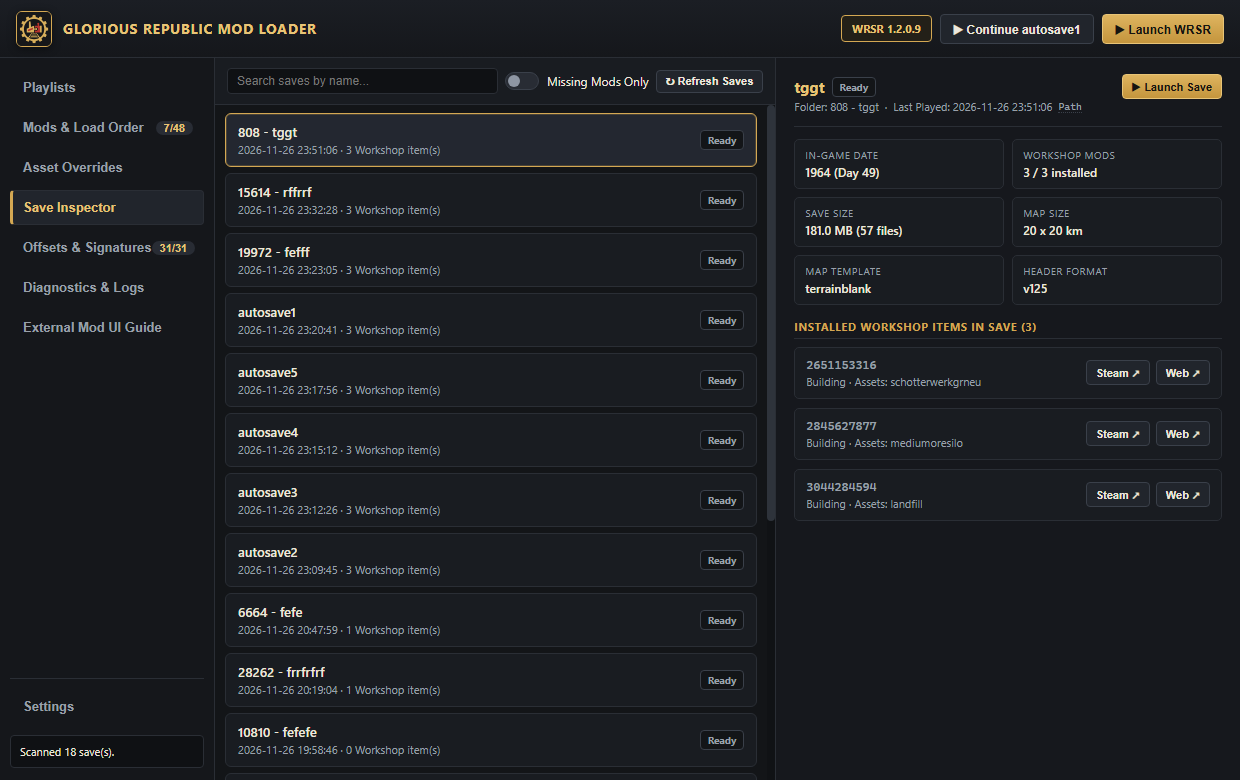 GLORIOUS REPUBLIC MOD LOADER
WRSR 1.2.0.9
▶ Continue autosave1
▶ Launch WRSR
Playlists
Mods & Load Order 7/48
Asset Overrides
Save Inspector
Offsets & Signatures 31/31
Diagnostics & Logs
External Mod UI Guide
Settings
Scanned 18 save(s).
Search saves by name...
Missing Mods Only
↻ Refresh Saves
808 - tggt
2026-11-26 23:51:06 · 3 Workshop item(s)
Ready
15614 - rffrrf
2026-11-26 23:32:28 · 3 Workshop item(s)
Ready
19972 - fefff
2026-11-26 23:23:05 · 3 Workshop item(s)
Ready
autosave1
2026-11-26 23:20:41 · 3 Workshop item(s)
Ready
autosave5
2026-11-26 23:17:56 · 3 Workshop item(s)
Ready
autosave4
2026-11-26 23:15:12 · 3 Workshop item(s)
Ready
autosave3
2026-11-26 23:12:26 · 3 Workshop item(s)
Ready
autosave2
2026-11-26 23:09:45 · 3 Workshop item(s)
Ready
6664 - fefe
2026-11-26 20:47:59 · 1 Workshop item(s)
Ready
28262 - frrfrfrf
2026-11-26 20:19:04 · 1 Workshop item(s)
Ready
10810 - fefefe
2026-11-26 19:58:46 · 0 Workshop item(s)
Ready
tggt Ready
▶ Launch Save
Folder: 808 - tggt · Last Played: 2026-11-26 23:51:06 Path
IN-GAME DATE
1964 (Day 49)
WORKSHOP MODS
3 / 3 installed
SAVE SIZE
181.0 MB (57 files)
MAP SIZE
20 x 20 km
MAP TEMPLATE
terrainblank
HEADER FORMAT
v125
INSTALLED WORKSHOP ITEMS IN SAVE (3)
2651153316
Building · Assets: schotterwerkgrneu
Steam ↗
Web ↗
2845627877
Building · Assets: mediumoresilo
Steam ↗
Web ↗
3044284594
Building · Assets: landfill
Steam ↗
Web ↗